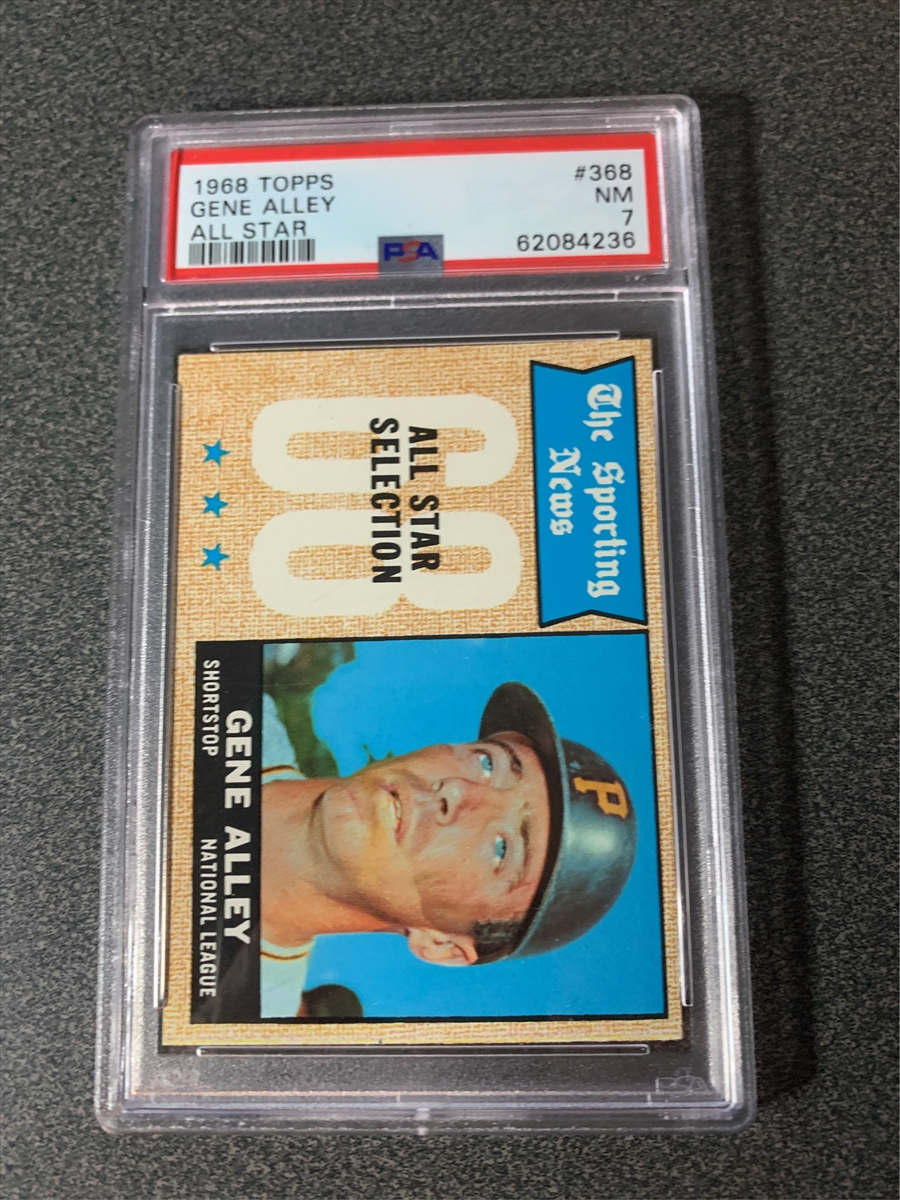 1968 TOPPS #368
GENE ALLEY NM
ALL STAR 7
PSA 62084236
The Sporting
News
68
ALL STAR
SELECTION
P
GENE ALLEY
SHORTSTOP NATIONAL LEAGUE
PSA